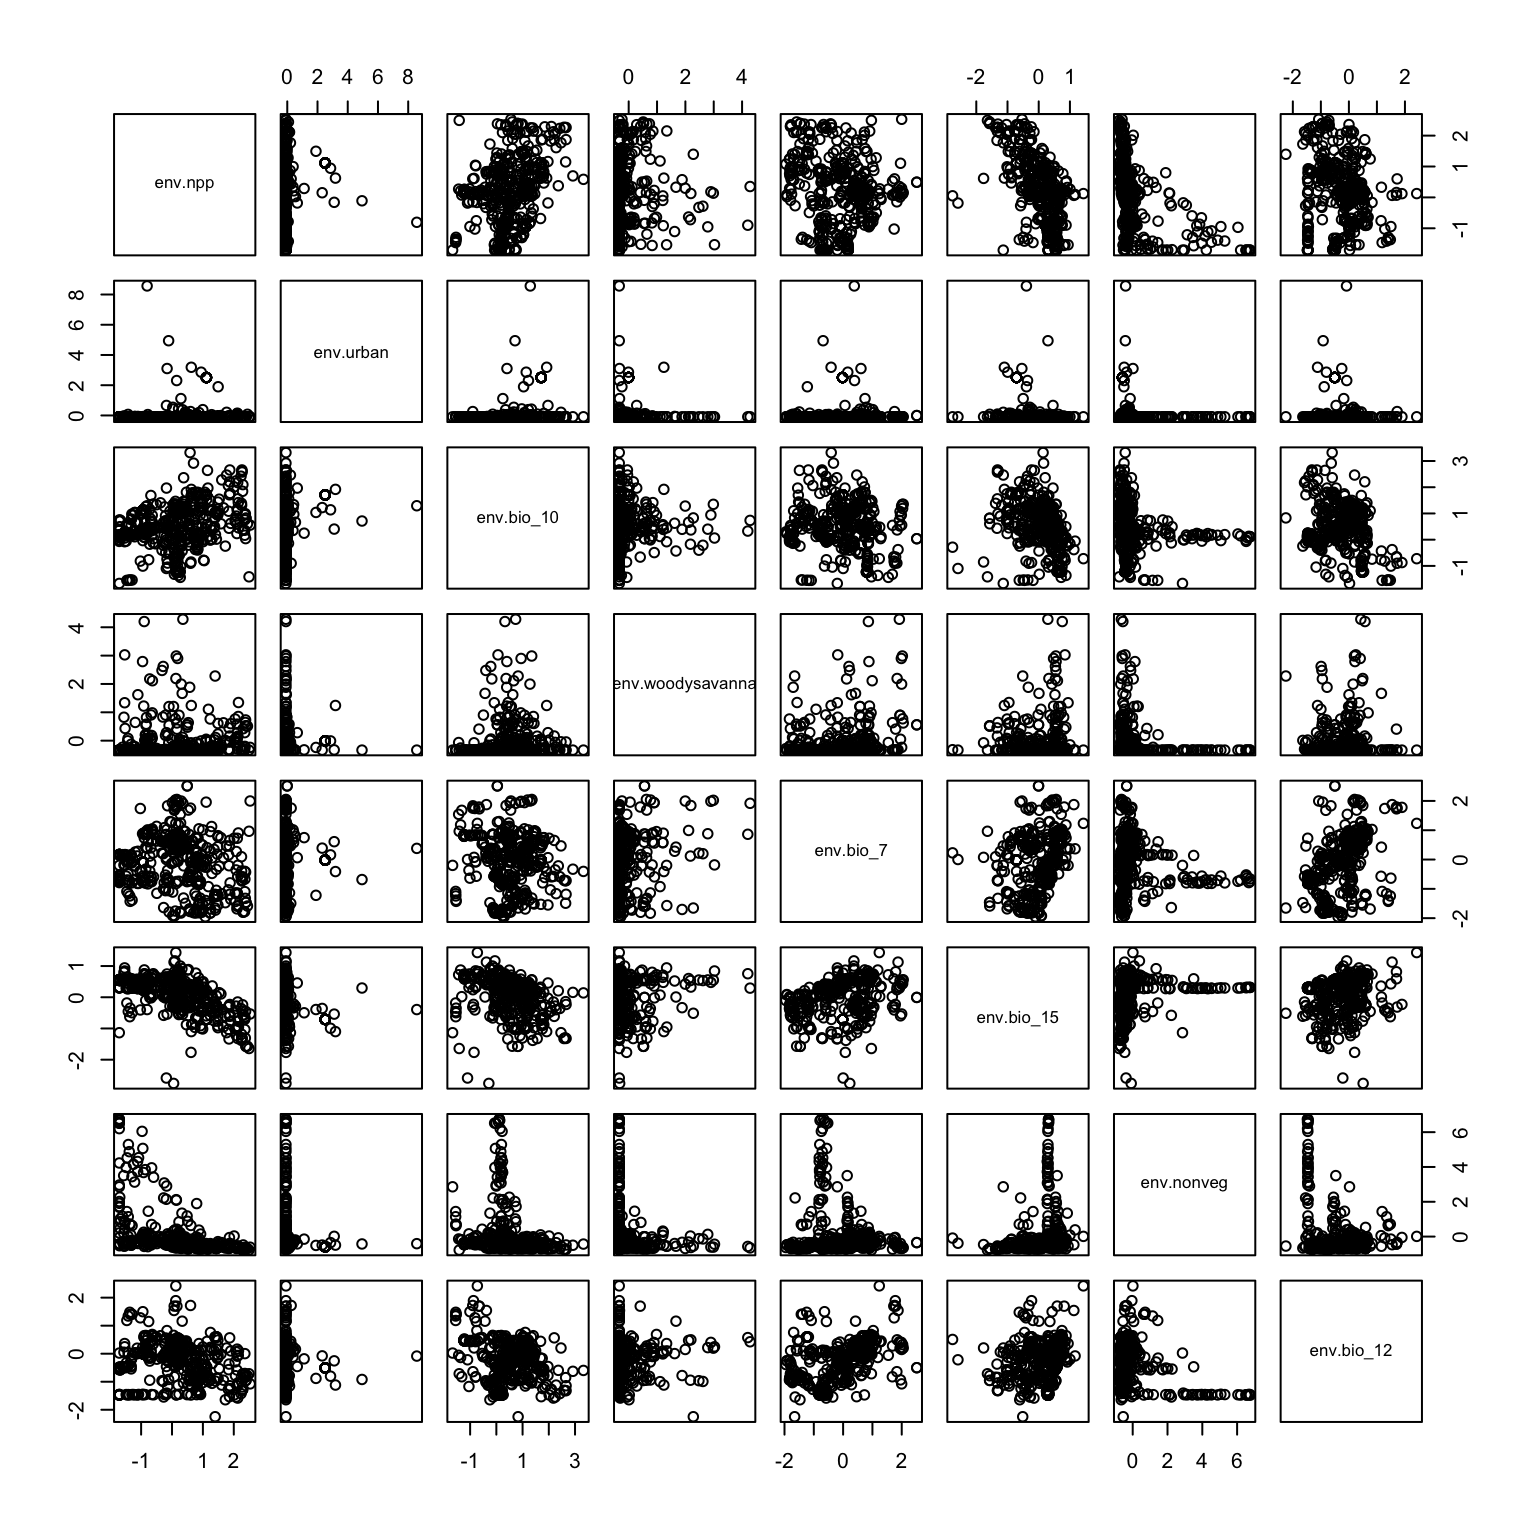 0 2 4 6 8
0 2 4
-2 0 1
-2 0 2
env.npp
-1 1 2
env.urban
0 2 4 6 8
env.bio_10
-1 1 3
env.woodysavanna
0 2 4
env.bio_7
-2 0 2
env.bio_15
-2 0 1
env.nonveg
0 2 4 6
env.bio_12
-2 0 2
-1 1 2
-1 1 3
-2 0 2
0 2 4 6